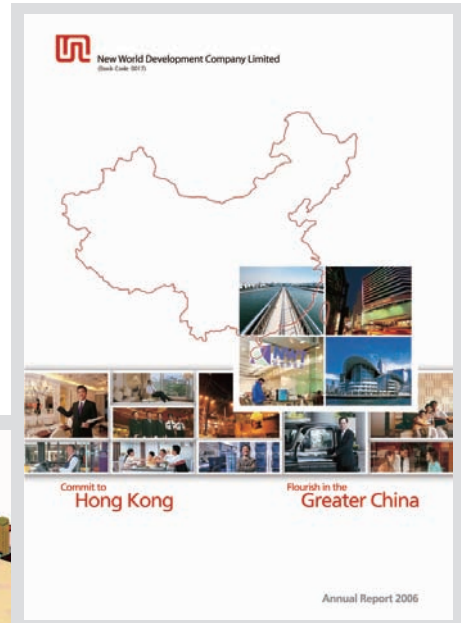 New World Development Company Limited
(Stock Code: 0017)
Commit to
Hong Kong
Flourish in the
Greater China
Annual Report 2006